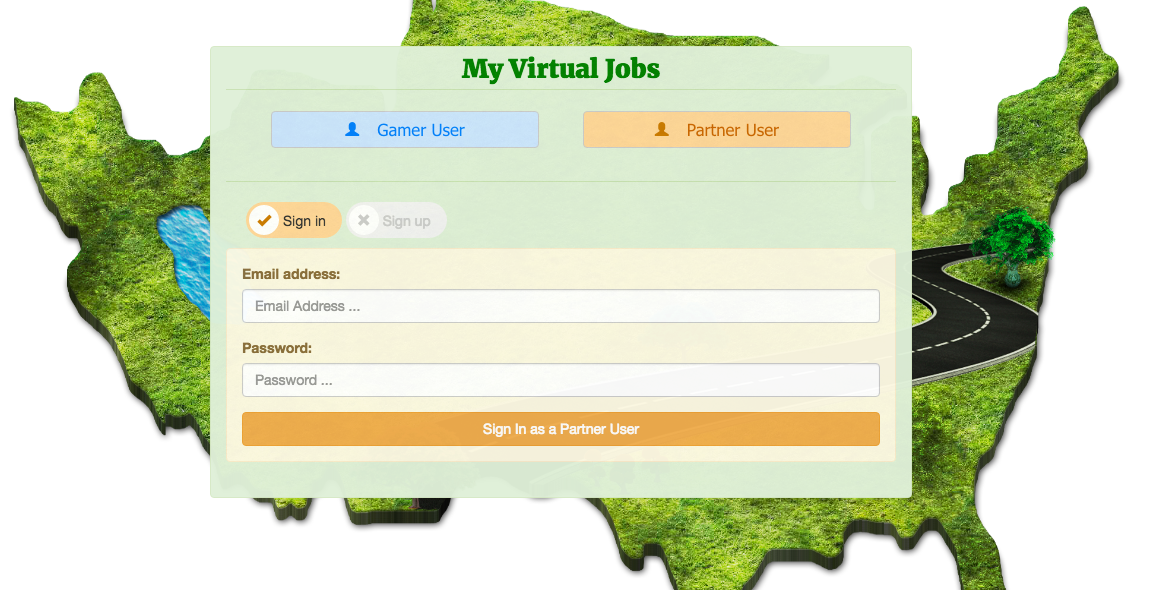 My Virtual Jobs
Gamer User
Partner User
Sign in
Sign up
Email address:
Email Address ...
Password:
Password ...
Sign In as a Partner User